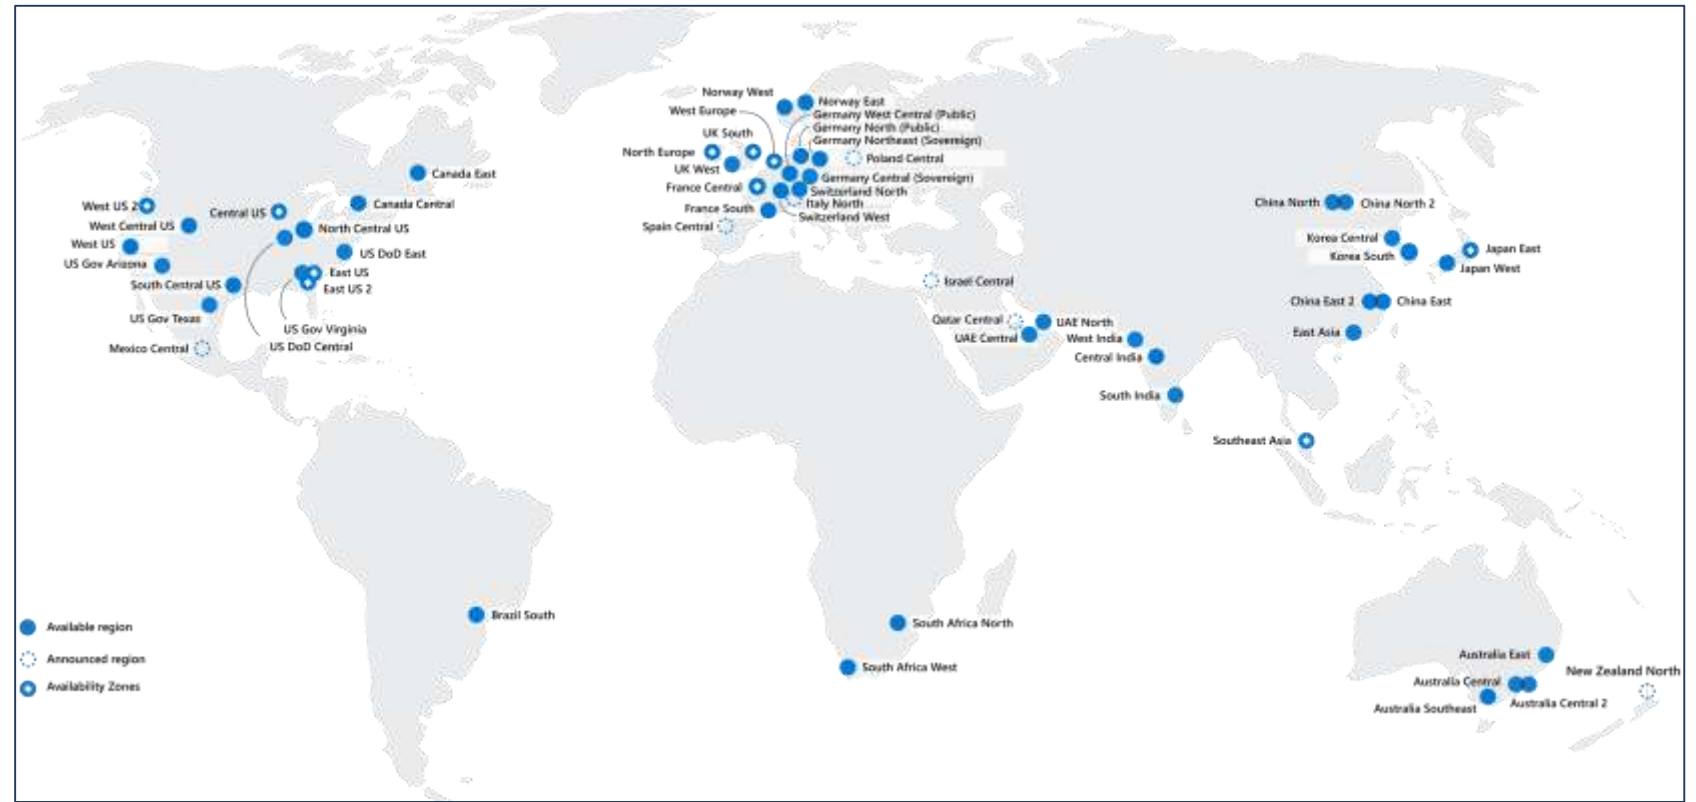 Norway West
Norway East
West Europe
Germany West Central (Public)
Germany North (Public)
UK South
Germany Northeast (Sovereign)
North Europe
Poland Central
UK West
Canada East
Germany Central (Sovereign)
France Central
Switzerland North
West US 2
Canada Central
Italy North
China North
China North 2
Central US
France South
Switzerland West
West Central US
North Central US
Spain Central
Korea Central
West US
Japan East
US DoD East
Korea South
US Gov Arizona
Japan West
East US
South Central US
Israel Central
East US 2
China East 2
China East
US Gov Texas
Qatar Central
UAE North
US Gov Virginia
East Asia
UAE Central
West India
US DoD Central
Mexico Central
Central India
South India
Southeast Asia
Brazil South
South Africa North
Available region
Australia East
Announced region
South Africa West
New Zealand North
Australia Central
Availability Zones
Australia Central 2
Australia Southeast